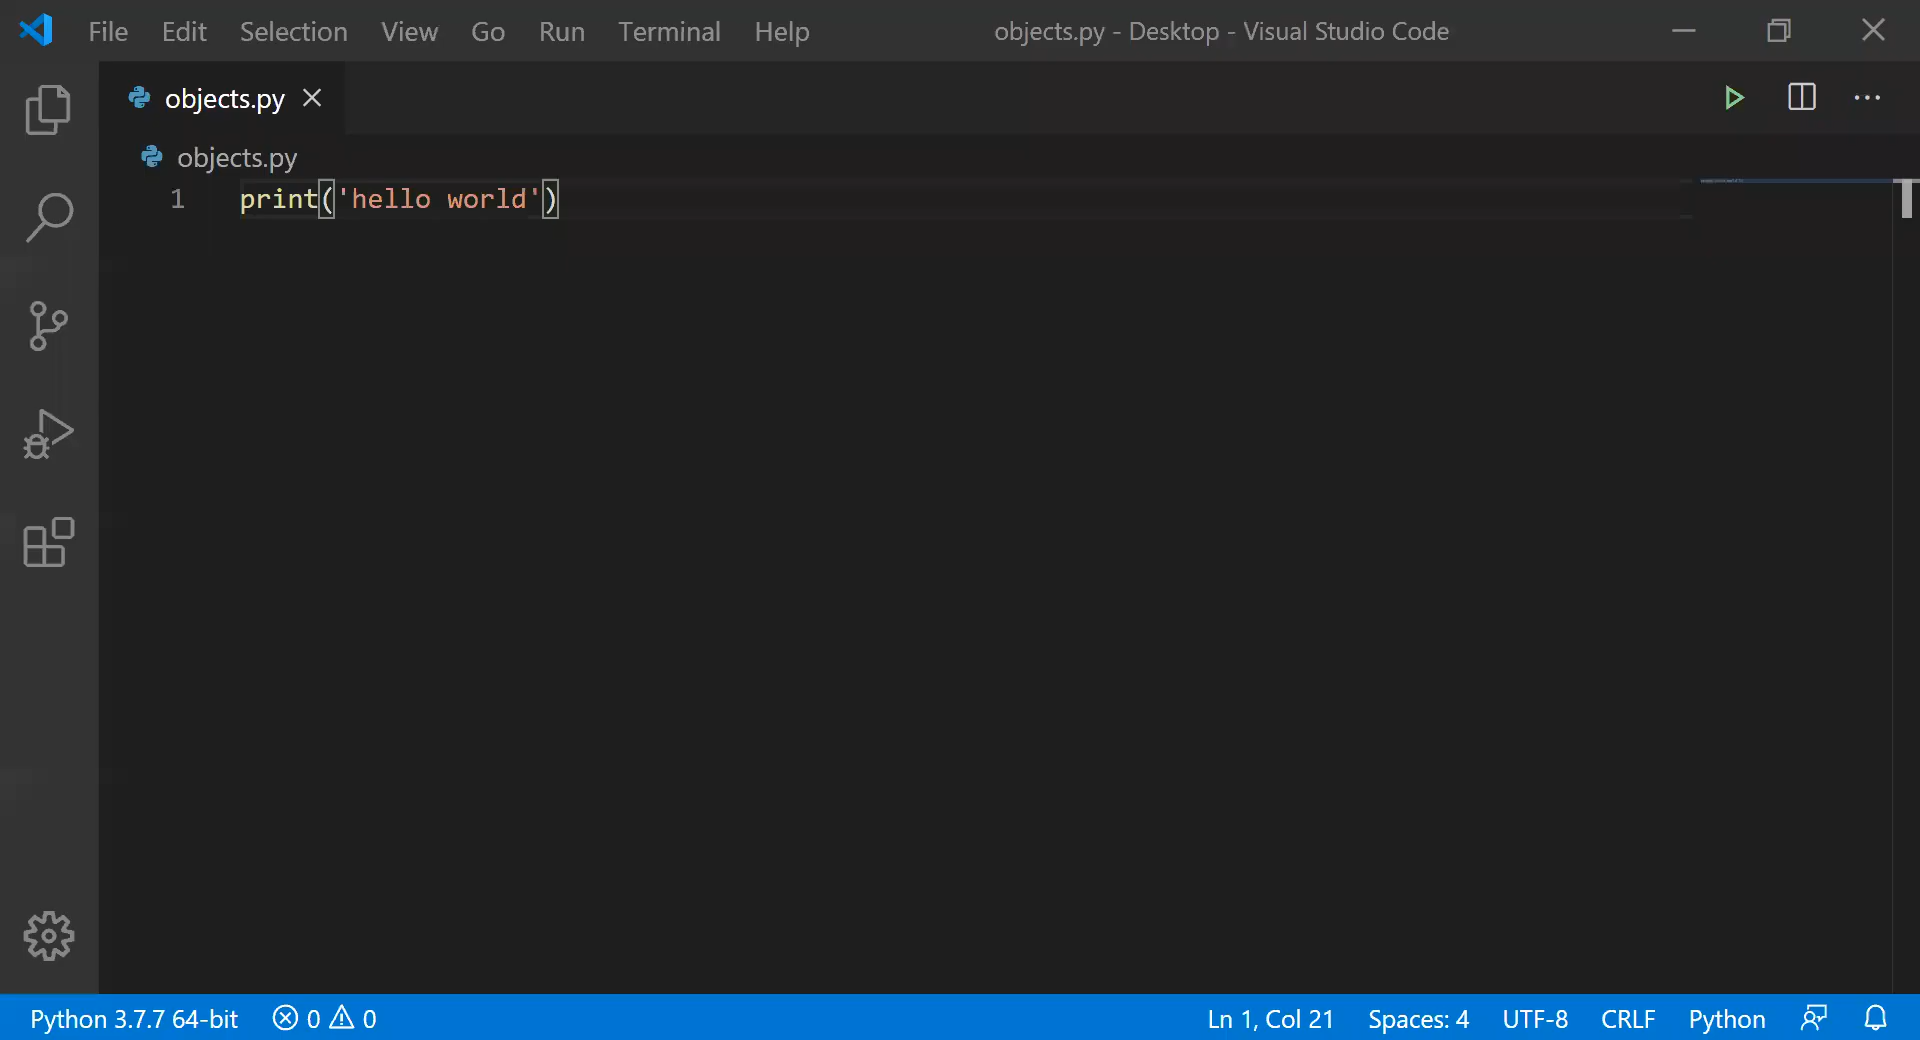 File Edit Selection View Go Run Terminal Help objects.py - Desktop - Visual Studio Code
objects.py
objects.py
1 print('hello world')
Python 3.7.7 64-bit 0 0 Ln 1, Col 21 Spaces: 4 UTF-8 CRLF Python